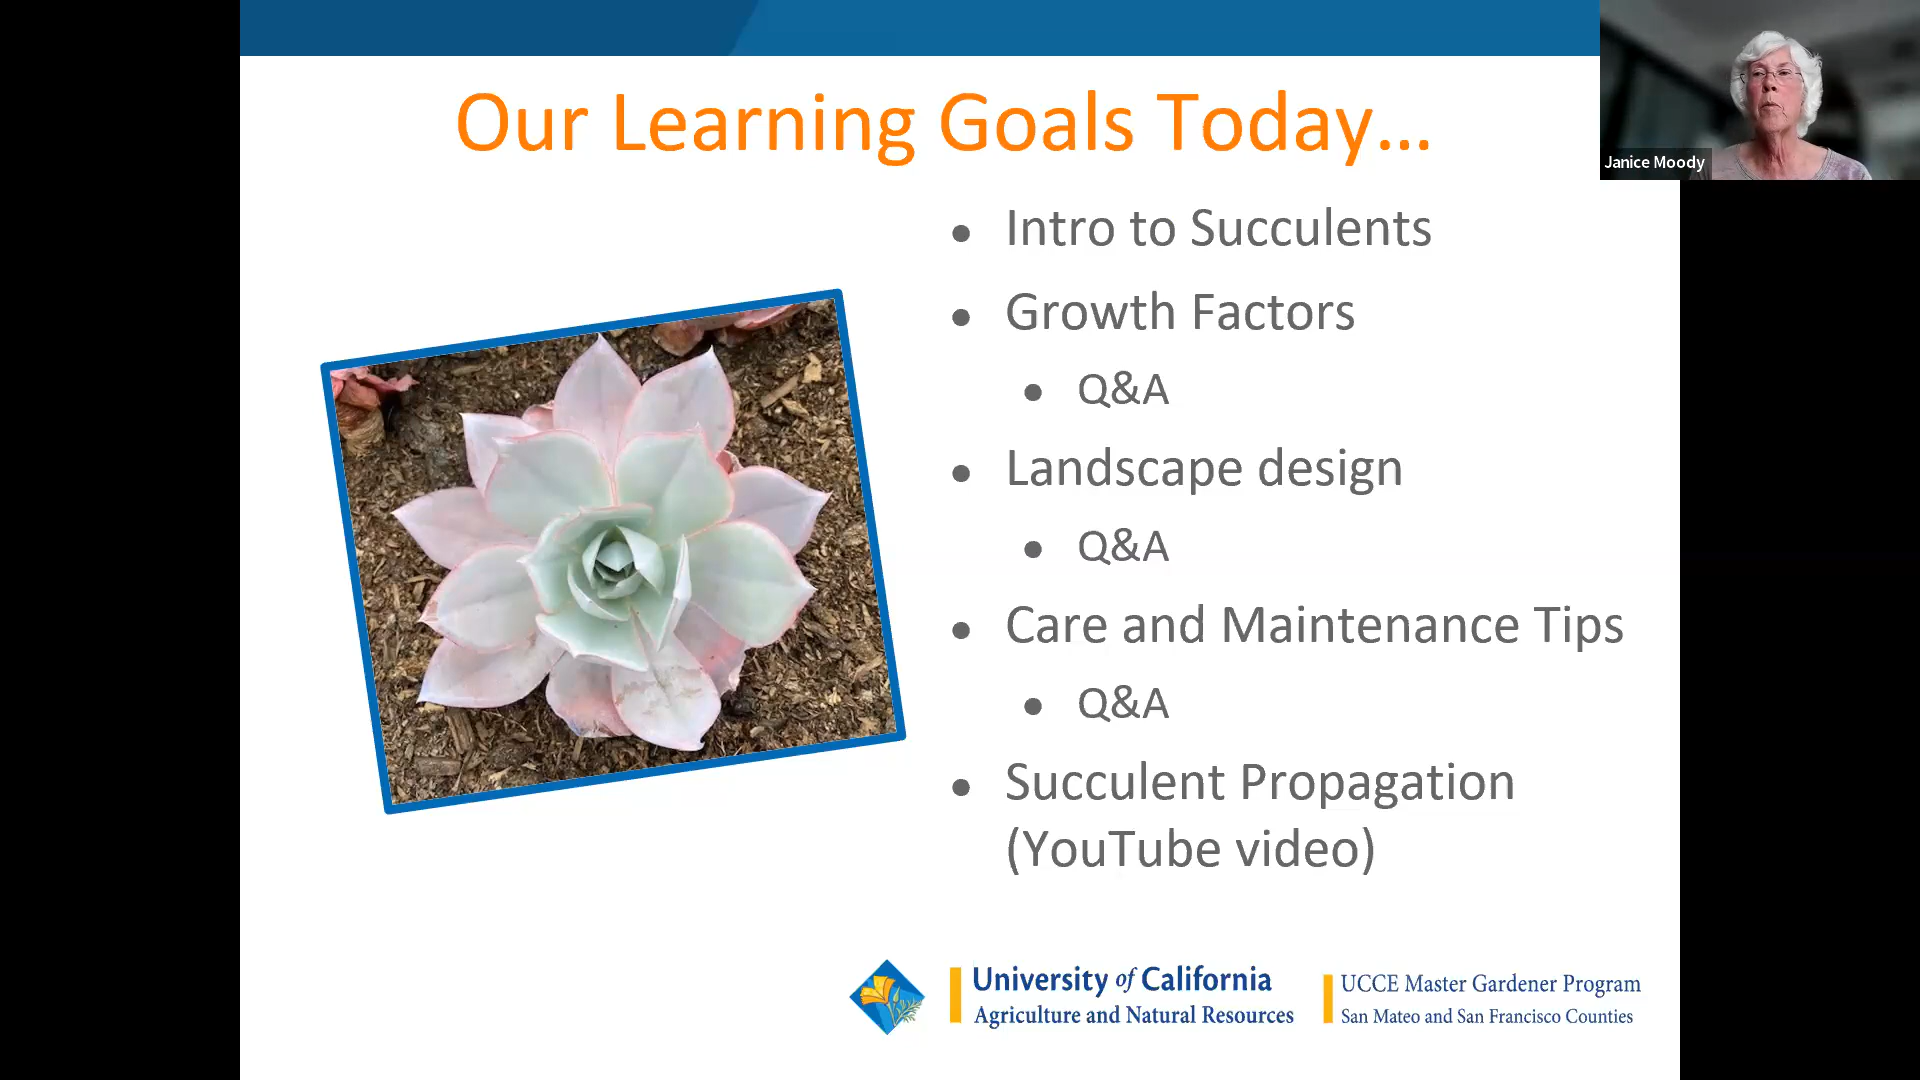 Our Learning Goals Today...
Janice Moody
● Intro to Succulents
● Growth Factors
● Q&A
● Landscape design
● Q&A
● Care and Maintenance Tips
● Q&A
● Succulent Propagation
(YouTube video)
University of California
Agriculture and Natural Resources
UCCE Master Gardener Program
San Mateo and San Francisco Counties